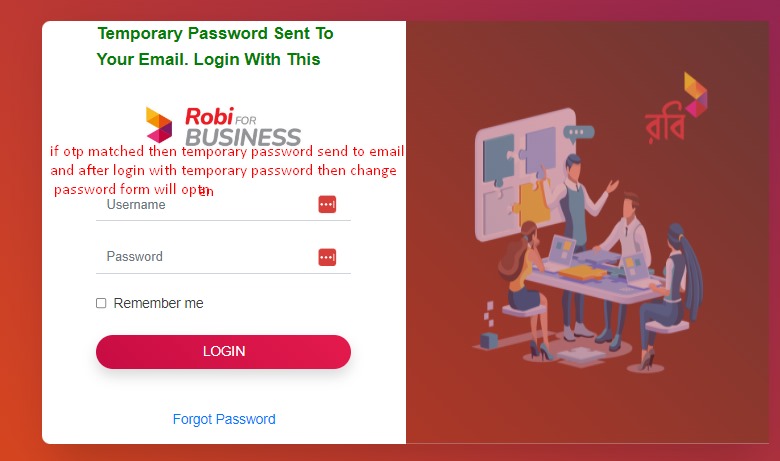 Temporary Password Sent To
Your Email. Login With This
Robi FOR
BUSINESS
রবি
if otp matched then temporary password send to email
and after login with temporary password then change
password form will optn
en
Username
Password
Remember me
LOGIN
Forgot Password